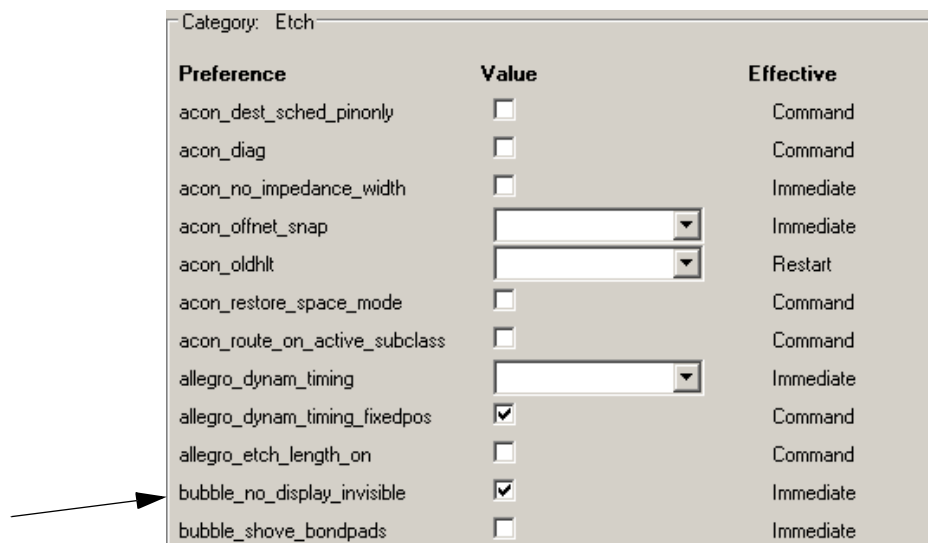 Category: Etch
Preference Value Effective
acon_dest_sched_pinonly Command
acon_diag Command
acon_no_impedance_width Immediate
acon_offnet_snap Immediate
acon_oldhlt Restart
acon_restore_space_mode Command
acon_route_on_active_subclass Command
allegro_dynam_timing Immediate
allegro_dynam_timing_fixedpos Command
allegro_etch_length_on Command
bubble_no_display_invisible Immediate
bubble_shove_bondpads Immediate